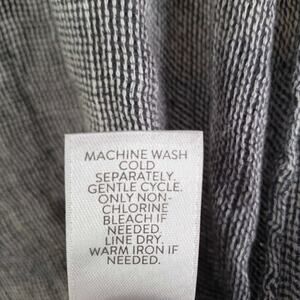 MACHINE WASH
COLD
SEPARATELY.
GENTLE CYCLE.
ONLY NON-
CHLORINE
BLEACH IF
NEEDED.
LINE DRY.
WARM IRON IF
NEEDED.